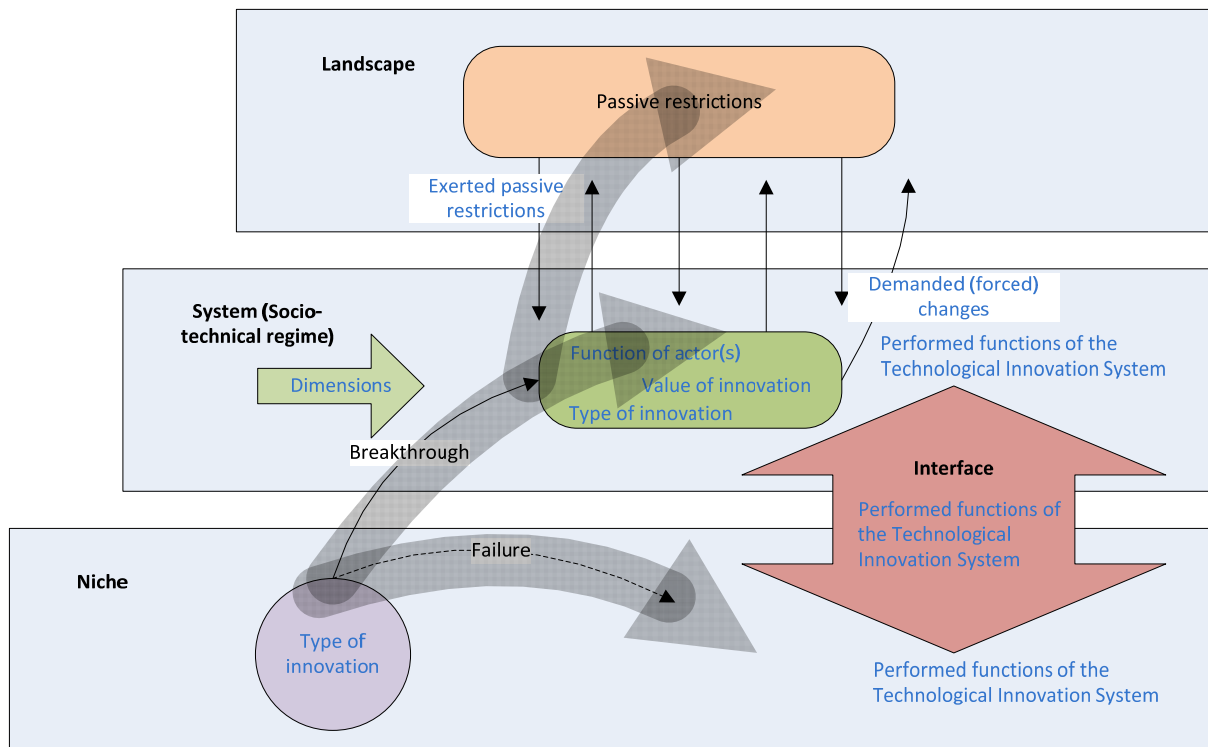 Landscape
Passive restrictions
Exerted passive
restrictions
System (Socio-
technical regime)
Dimensions
Function of actor(s)
Value of innovation
Type of innovation
Demanded (forced)
changes
Performed functions of the
Technological Innovation System
Breakthrough
Interface
Performed functions of
the Technological
Innovation System
Niche
Failure
Type of
innovation
Performed functions of the
Technological Innovation System